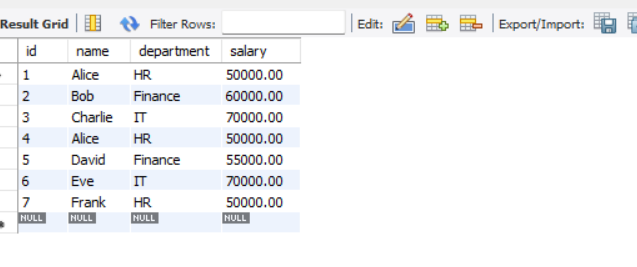 Result Grid Filter Rows: Edit: Export/Import:
id name department salary
1 Alice HR 50000.00
2 Bob Finance 60000.00
3 Charlie IT 70000.00
4 Alice HR 50000.00
5 David Finance 55000.00
6 Eve IT 70000.00
7 Frank HR 50000.00
NULL NULL NULL NULL